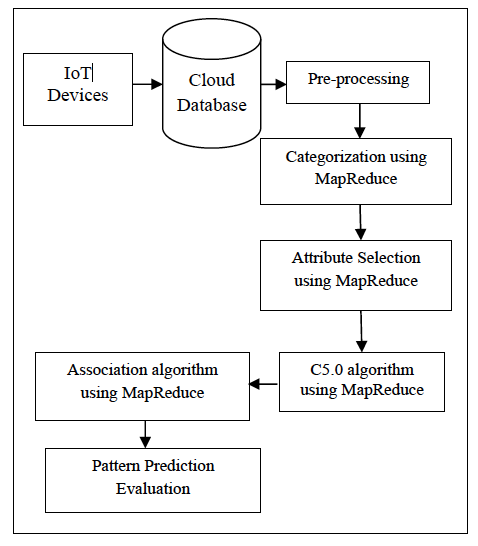 IoT
Devices
Cloud
Database
Pre-processing
Categorization using
MapReduce
Attribute Selection
using MapReduce
C5.0 algorithm
using MapReduce
Association algorithm
using MapReduce
Pattern Prediction
Evaluation